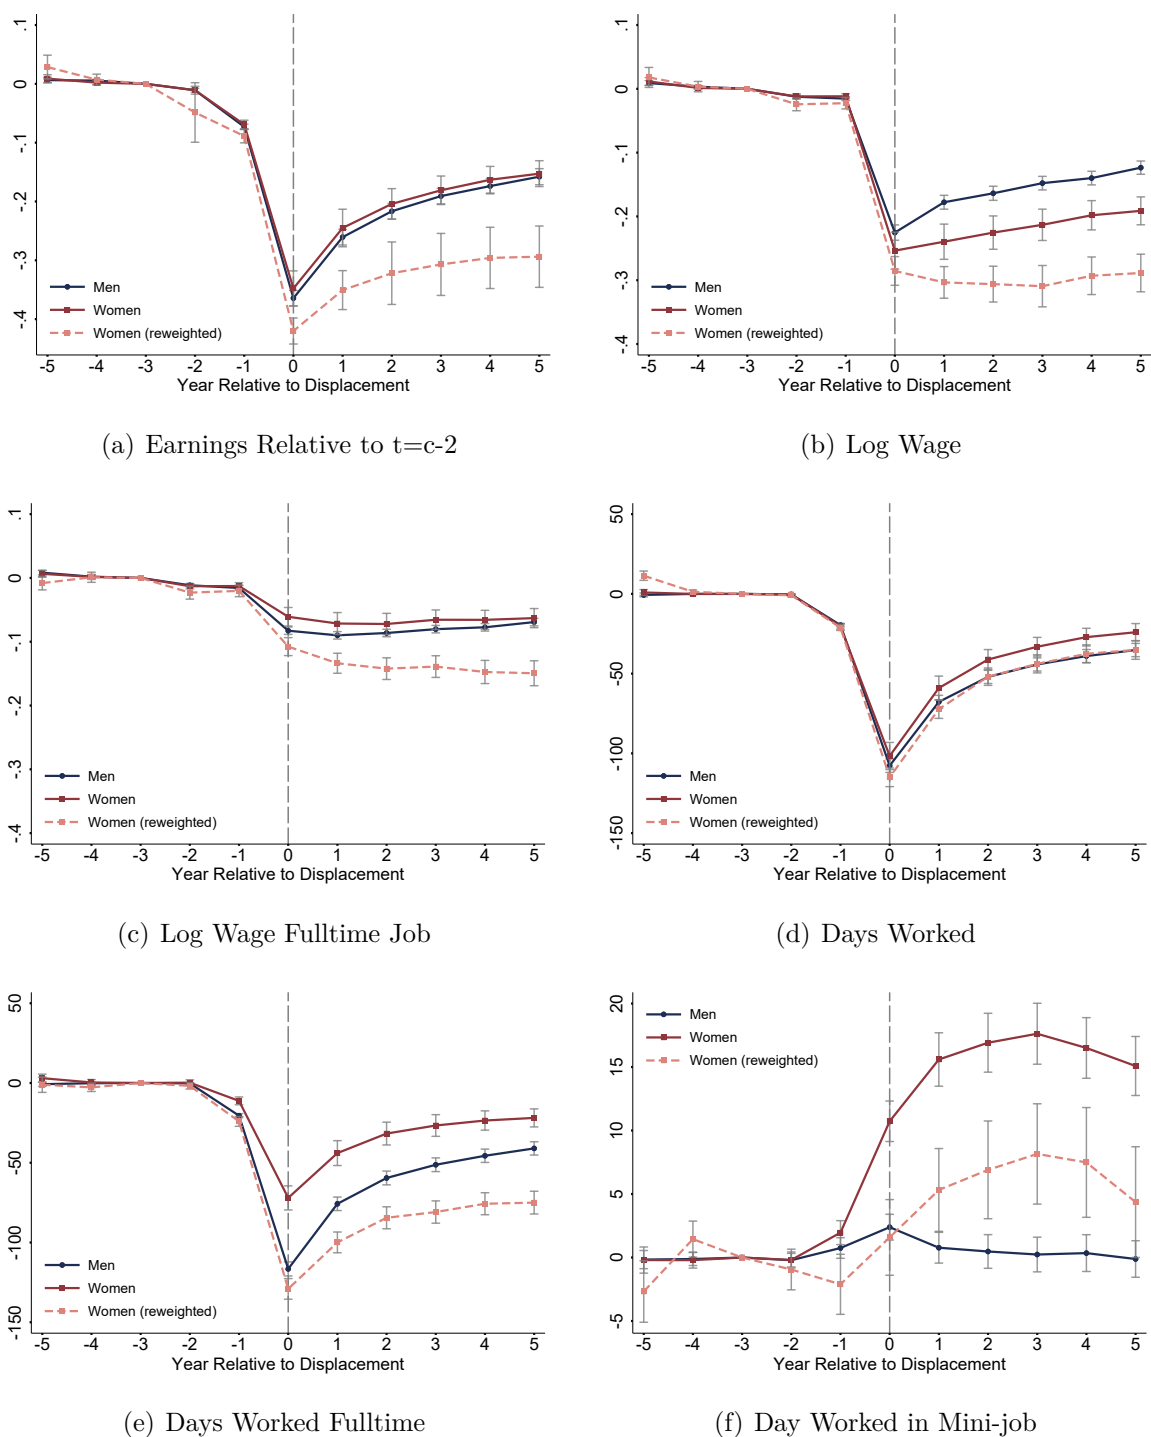 .1
0
-.1
-.2
-.3
-.4
Men
Women
Women (reweighted)
-5 -4 -3 -2 -1 0 1 2 3 4 5
Year Relative to Displacement
(a) Earnings Relative to t=c-2
.1
0
-.1
-.2
-.3
-.4
Men
Women
Women (reweighted)
-5 -4 -3 -2 -1 0 1 2 3 4 5
Year Relative to Displacement
(b) Log Wage
.1
0
-.1
-.2
-.3
-.4
Men
Women
Women (reweighted)
-5 -4 -3 -2 -1 0 1 2 3 4 5
Year Relative to Displacement
(c) Log Wage Fulltime Job
50
0
-50
-100
-150
Men
Women
Women (reweighted)
-5 -4 -3 -2 -1 0 1 2 3 4 5
Year Relative to Displacement
(d) Days Worked
50
0
-50
-100
-150
Men
Women
Women (reweighted)
-5 -4 -3 -2 -1 0 1 2 3 4 5
Year Relative to Displacement
(e) Days Worked Fulltime
20
15
10
5
0
-5
Men
Women
Women (reweighted)
-5 -4 -3 -2 -1 0 1 2 3 4 5
Year Relative to Displacement
(f) Day Worked in Mini-job